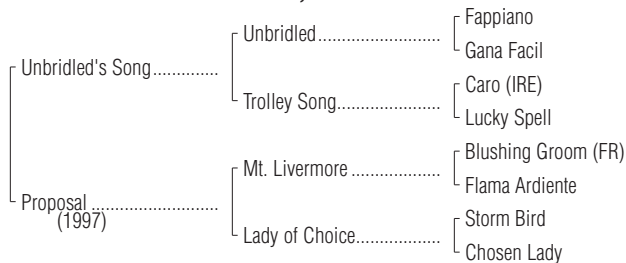 Unbridled's Song..............
Unbridled......................
Fappiano
Gana Facil
Trolley Song...................
Caro (IRE)
Lucky Spell
Proposal ........................
(1997)
Mt. Livermore .................
Blushing Groom (FR)
Flama Ardiente
Lady of Choice................
Storm Bird
Chosen Lady